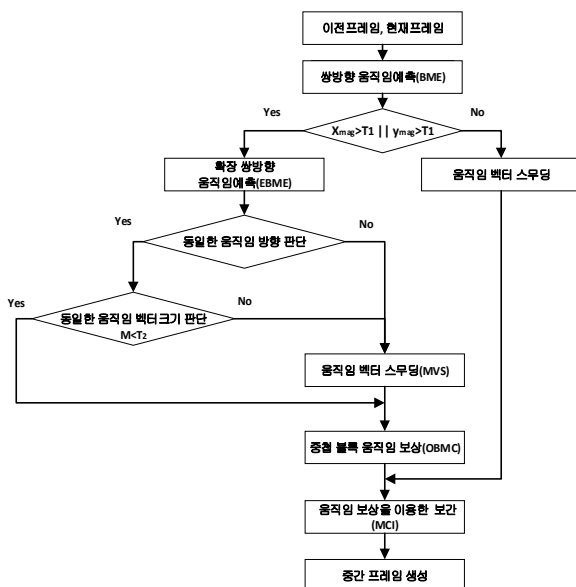 이전프레임, 현재프레임
쌍방향 움직임예측(BME)
Yes
No
Xmag>T1 || ymag>T1
확장 쌍방향
움직임예측(EBME)
움직임 벡터 스무딩
Yes
No
동일한 움직임 방향 판단
Yes
No
동일한 움직임 벡터크기 판단
M<T2
움직임 벡터 스무딩(MVS)
중첩 블록 움직임 보상(OBMC)
움직임 보상을 이용한 보간
(MCI)
중간 프레임 생성